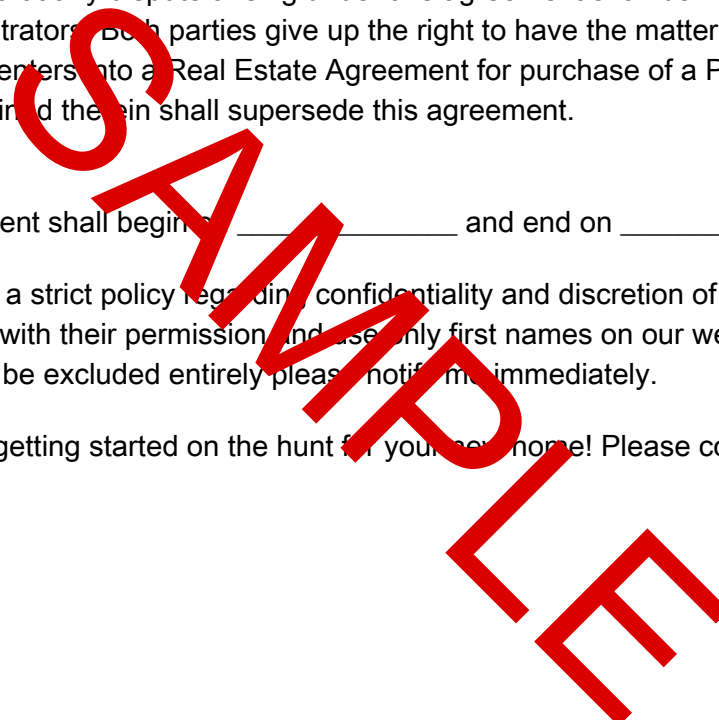 trators. Both parties give up the right to have the matter
enters into a Real Estate Agreement for purchase of a P
ined therein shall supersede this agreement.
ent shall begin on ______________ and end on ______
a strict policy regarding confidentiality and discretion of
with their permission and use only first names on our we
be excluded entirely please notify me immediately.
getting started on the hunt for your new home! Please co
SAMPLE